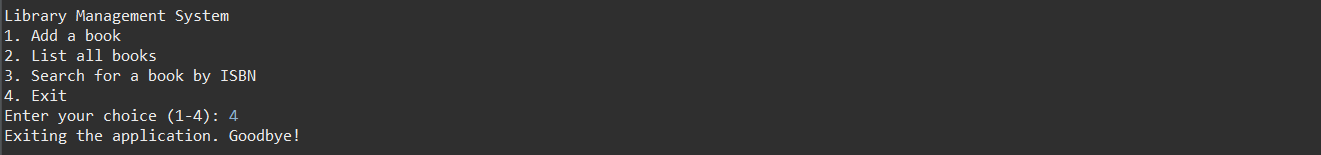 Library Management System
1. Add a book
2. List all books
3. Search for a book by ISBN
4. Exit
Enter your choice (1-4): 4
Exiting the application. Goodbye!